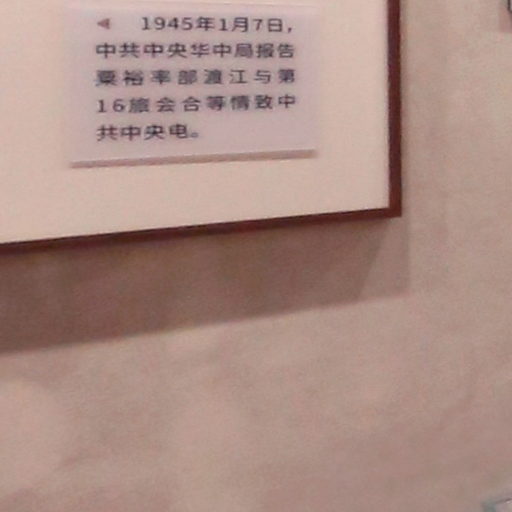 ◀ 1945年1月7日，
中共中央华中局报告
粟裕率部渡江与第
16旅会合等情致中
共中央电。